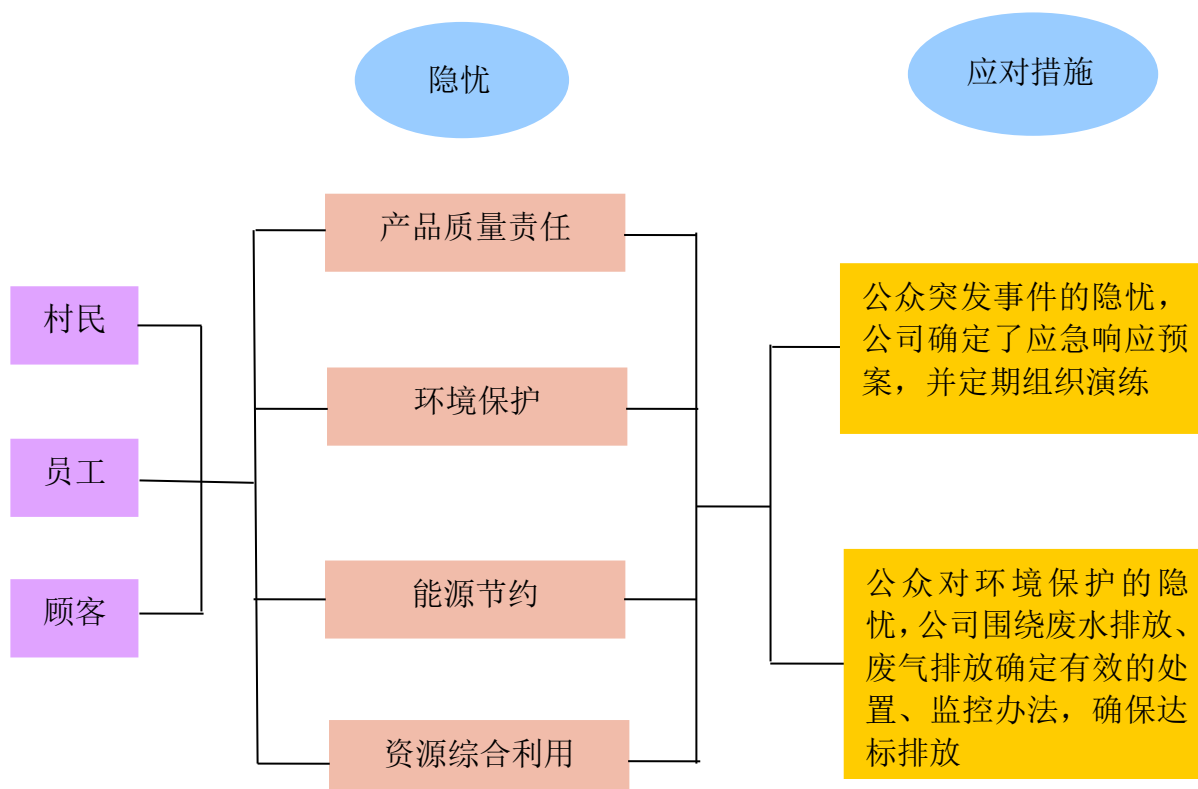 隐忧
应对措施
村民
员工
顾客
产品质量责任
环境保护
能源节约
资源综合利用
公众突发事件的隐忧，
公司确定了应急响应预
案，并定期组织演练
公众对环境保护的隐
忧，公司围绕废水排放、
废气排放确定有效的处
置、监控办法，确保达
标排放